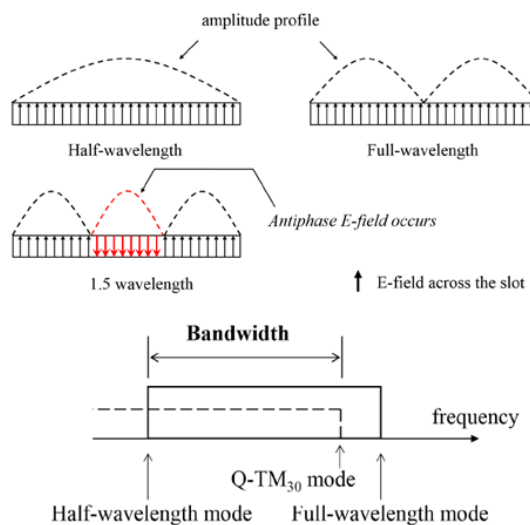 amplitude profile
Half-wavelength
Full-wavelength
Antiphase E-field occurs
1.5 wavelength
E-field across the slot
Bandwidth
frequency
Q-TM₃₀ mode
Half-wavelength mode
Full-wavelength mode